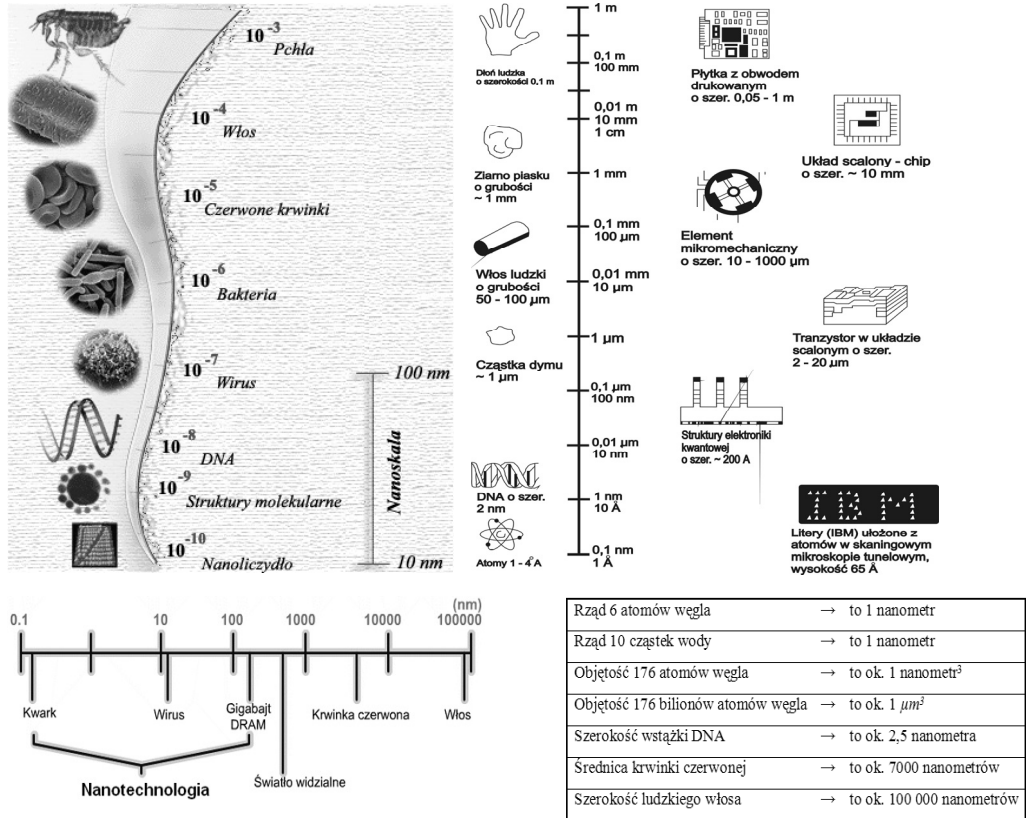 10-3
Pchła
10-4
Włos
10-5
Czerwone krwinki
10-6
Bakteria
10-7
Wirus
100 nm
10-8
DNA
10-9
Struktury molekularne
10-10
Nanoliczydło
10 nm
Nanoskala
1 m
0,1 m
100 mm
0,01 m
10 mm
1 cm
1 mm
0,1 mm
100 µm
0,01 mm
10 µm
1 µm
0,1 µm
100 nm
0,01 µm
10 nm
1 nm
10 Å
0,1 nm
1 Å
Dłoń ludzka
o szerokości 0,1 m
Ziarno piasku
o grubości
~ 1 mm
Włos ludzki
o grubości
50 - 100 µm
Cząstka dymu
~ 1 µm
DNA o szer.
2 nm
Atomy 1 - 4 A
Płytka z obwodem
drukowanym
o szer. 0,05 - 1 m
Układ scalony - chip
o szer. ~ 10 mm
Element
mikromechaniczny
o szer. 10 - 1000 µm
Tranzystor w układzie
scalonym o szer.
2 - 20 µm
Struktury elektroniki
kwantowej
o szer. ~ 200 A
IBM
Litery (IBM) ułożone z
atomów w skaningowym
mikroskopie tunelowym,
wysokość 65 Å
(nm)
0.1 10 100 1000 10000 100000
Kwark
Wirus
Gigabajt
DRAM
Krwinka czerwona
Włos
Światło widzialne
Nanotechnologia
Rząd 6 atomów węgla → to 1 nanometr
Rząd 10 cząstek wody → to 1 nanometr
Objętość 176 atomów węgla → to ok. 1 nanometr³
Objętość 176 bilionów atomów węgla → to ok. 1 µm³
Szerokość wstążki DNA → to ok. 2,5 nanometra
Średnica krwinki czerwonej → to ok. 7000 nanometrów
Szerokość ludzkiego włosa → to ok. 100 000 nanometrów